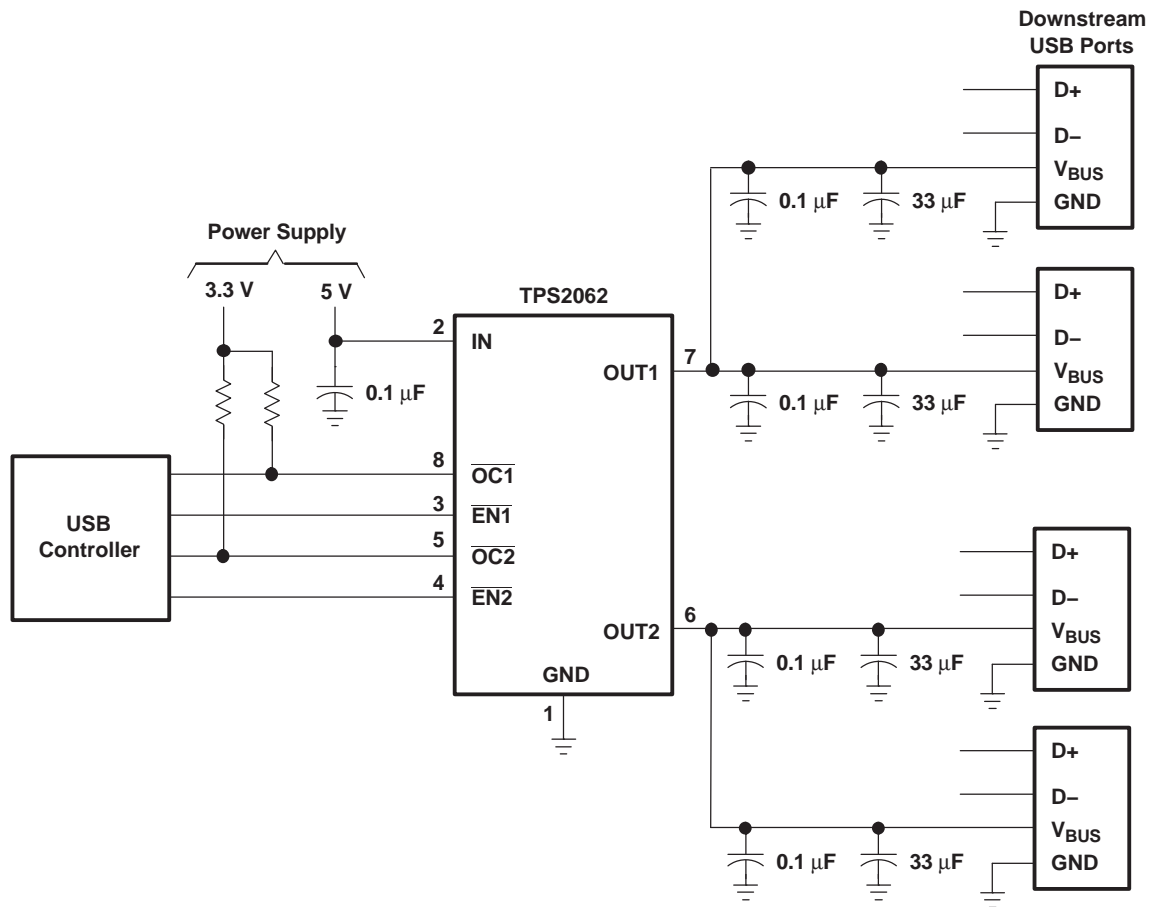 Downstream
USB Ports
D+
D−
VBUS
GND
0.1 μF
33 μF
Power Supply
3.3 V
5 V
0.1 μF
TPS2062
2
IN
OUT1
7
D+
D−
VBUS
GND
0.1 μF
33 μF
USB
Controller
8
OC1
3
EN1
5
OC2
4
EN2
OUT2
6
GND
1
D+
D−
VBUS
GND
0.1 μF
33 μF
D+
D−
VBUS
GND
0.1 μF
33 μF